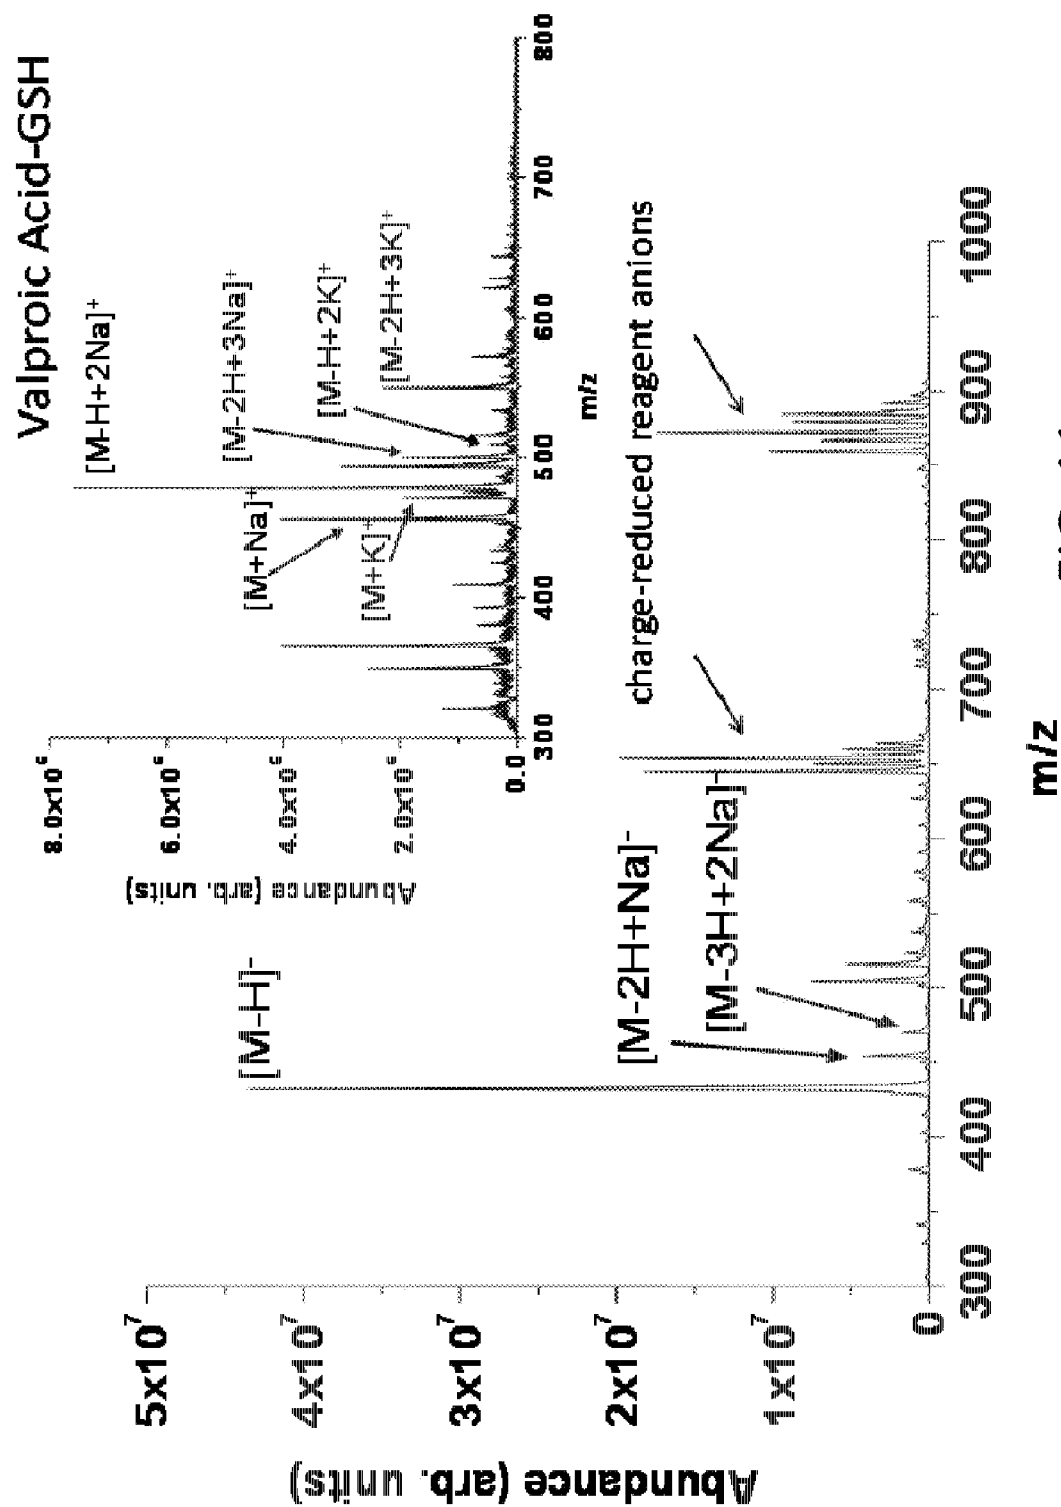 Valproic Acid-GSH
[M-H+2Na]⁺
[M+Na]⁺
[M-2H+3Na]⁺
[M+K]⁺
[M-H+2K]⁺
[M-2H+3K]⁺
Abundance (arb. units)
8.0x10⁶
6.0x10⁶
4.0x10⁶
2.0x10⁶
0.0
300
400
500
600
700
800
m/z
[M-H]⁻
[M-2H+Na]⁻
[M-3H+2Na]⁻
charge-reduced reagent anions
Abundance (arb. units)
5x10⁷
4x10⁷
3x10⁷
2x10⁷
1x10⁷
0
300
400
500
600
700
800
900
1000
m/z